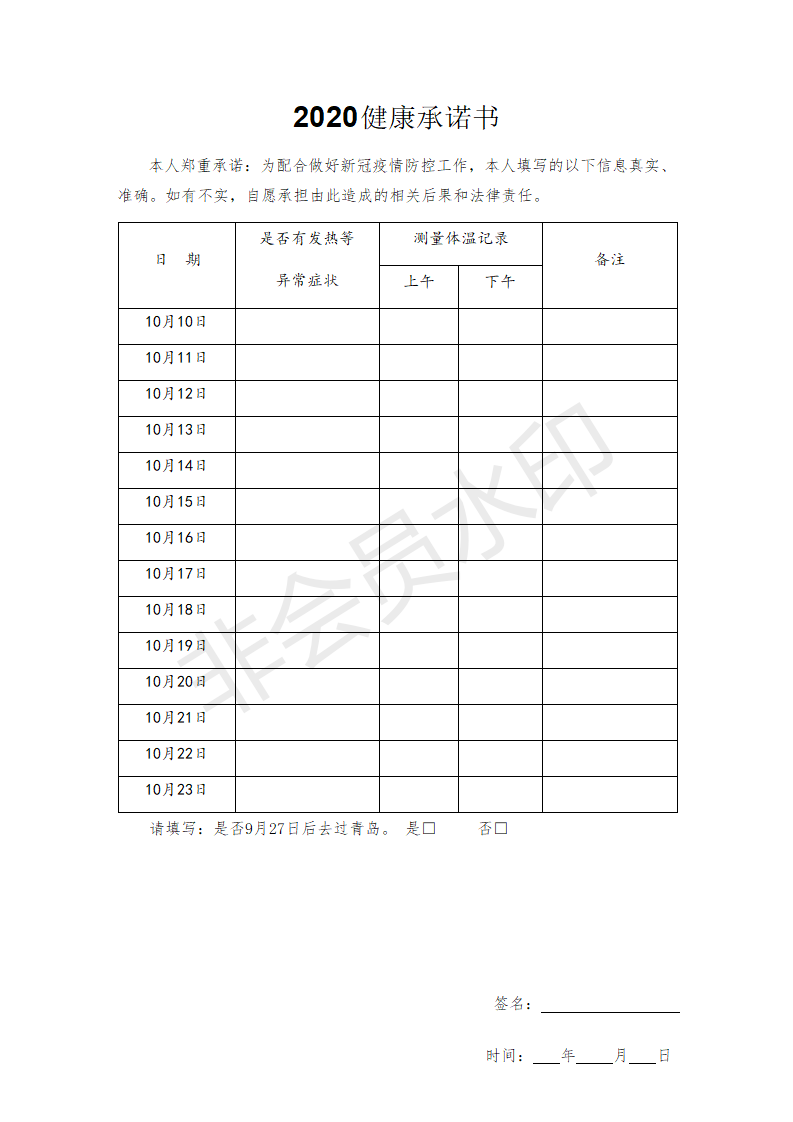 2020健康承诺书
本人郑重承诺：为配合做好新冠疫情防控工作，本人填写的以下信息真实、
准确。如有不实，自愿承担由此造成的相关后果和法律责任。
日 期 是否有发热等 测量体温记录 备注
异常症状 上午 下午
10月10日
10月11日
10月12日
10月13日
10月14日
10月15日
10月16日
10月17日
10月18日
10月19日
10月20日
10月21日
10月22日
10月23日
非会员水印
请填写：是否9月27日后去过青岛。 是□ 否□
签名：
时间：___年____月___日